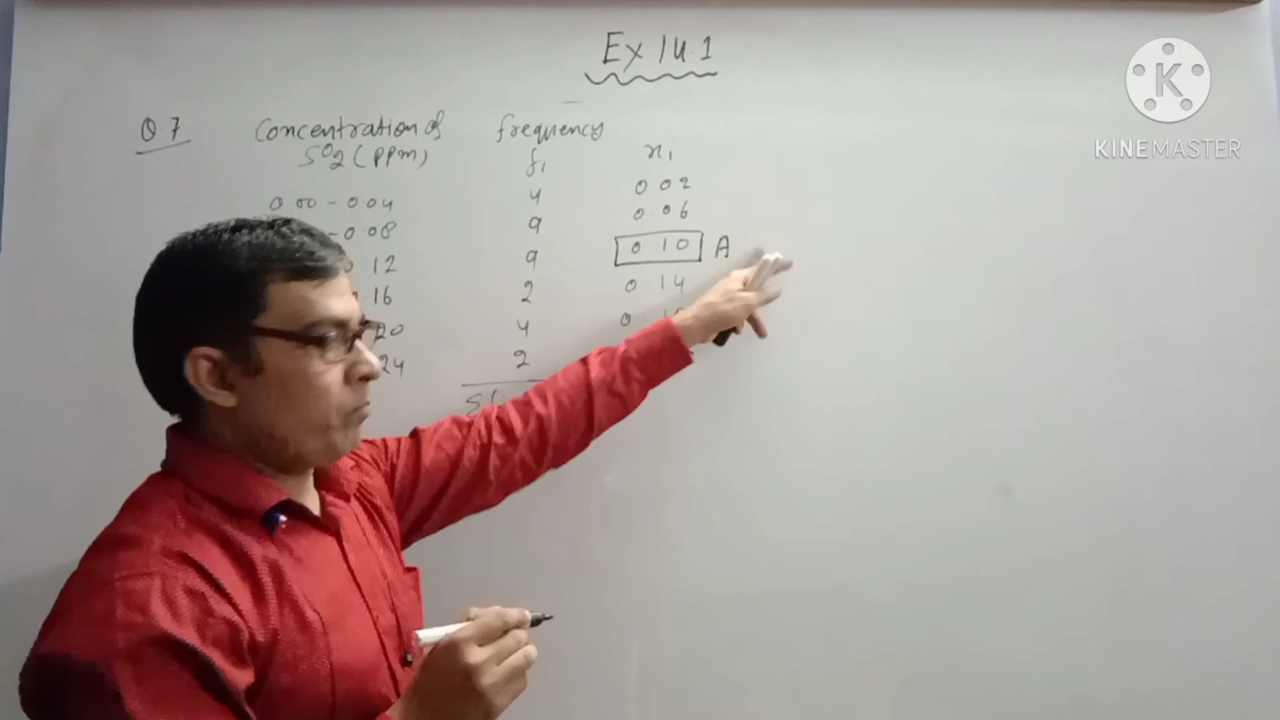 Ex 14.1
Q 7 Concentration of frequency
SO2 (PPm) fi xi
0.00 - 0.04 4 0.02
- 0.08 9 0.06
12 9 0.10 A
16 2 0.14
20 4 0.
24 2
K
KINEMASTER